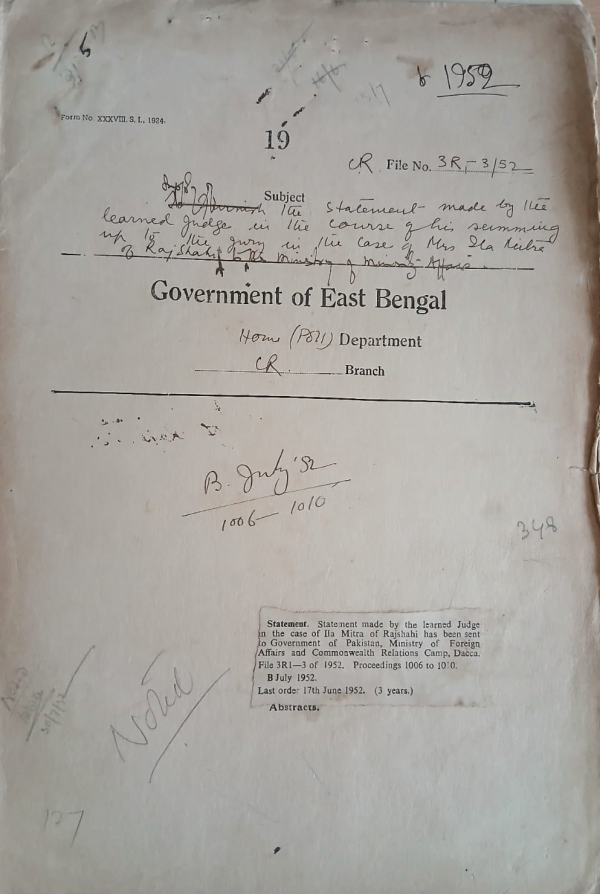 6
b 1952
Form No. XXXVIII. S. I., 1924.
19
CR File No. 3R1-3/52
Subject
the statement made by the
learned Judge in the course of his summing
up to the jury in the case of Mrs Ila Mitra
of Rajshahi to the Ministry of Minority Affairs.
Government of East Bengal
Home (Poll) Department
CR Branch
B. July '52
1006 — 1010
348
Statement. Statement made by the learned Judge
in the case of Ila Mitra of Rajshahi has been sent
to Government of Pakistan, Ministry of Foreign
Affairs and Commonwealth Relations Camp, Dacca.
File 3R1—3 of 1952. Proceedings 1006 to 1010.
B July 1952.
Last order 17th June 1952. (3 years.)
Abstracts.
Noted
127